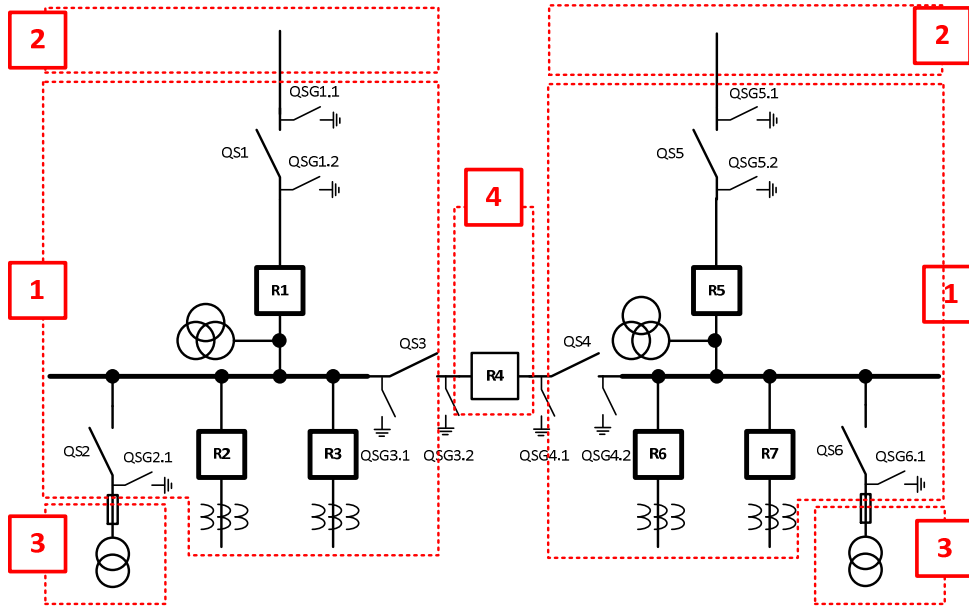 2
2
QSG1.1
QSG5.1
QS1
QSG1.2
QS5
QSG5.2
4
1
R1
R5
1
QS3
QS4
R4
QS2
QSG2.1
R2
R3
QSG3.1
QSG3.2
QSG4.1
QSG4.2
R6
R7
QS6
QSG6.1
3
3